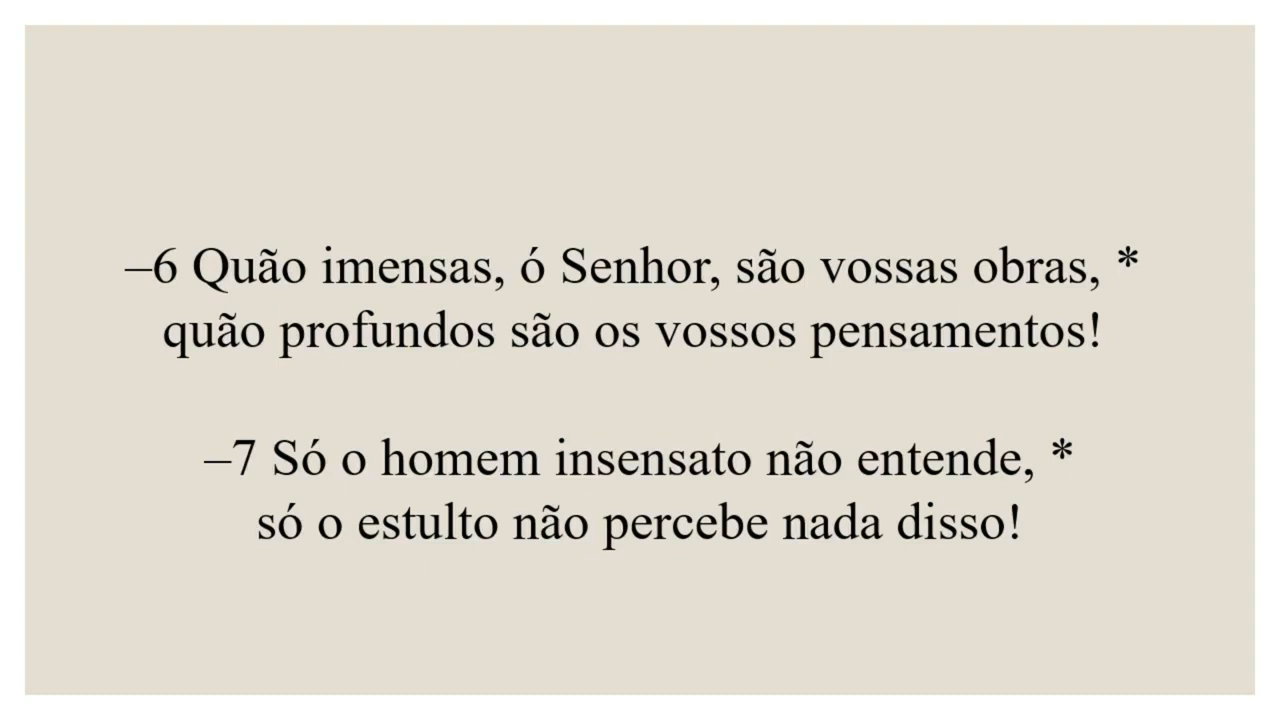 –6 Quão imensas, ó Senhor, são vossas obras, *
quão profundos são os vossos pensamentos!
–7 Só o homem insensato não entende, *
só o estulto não percebe nada disso!